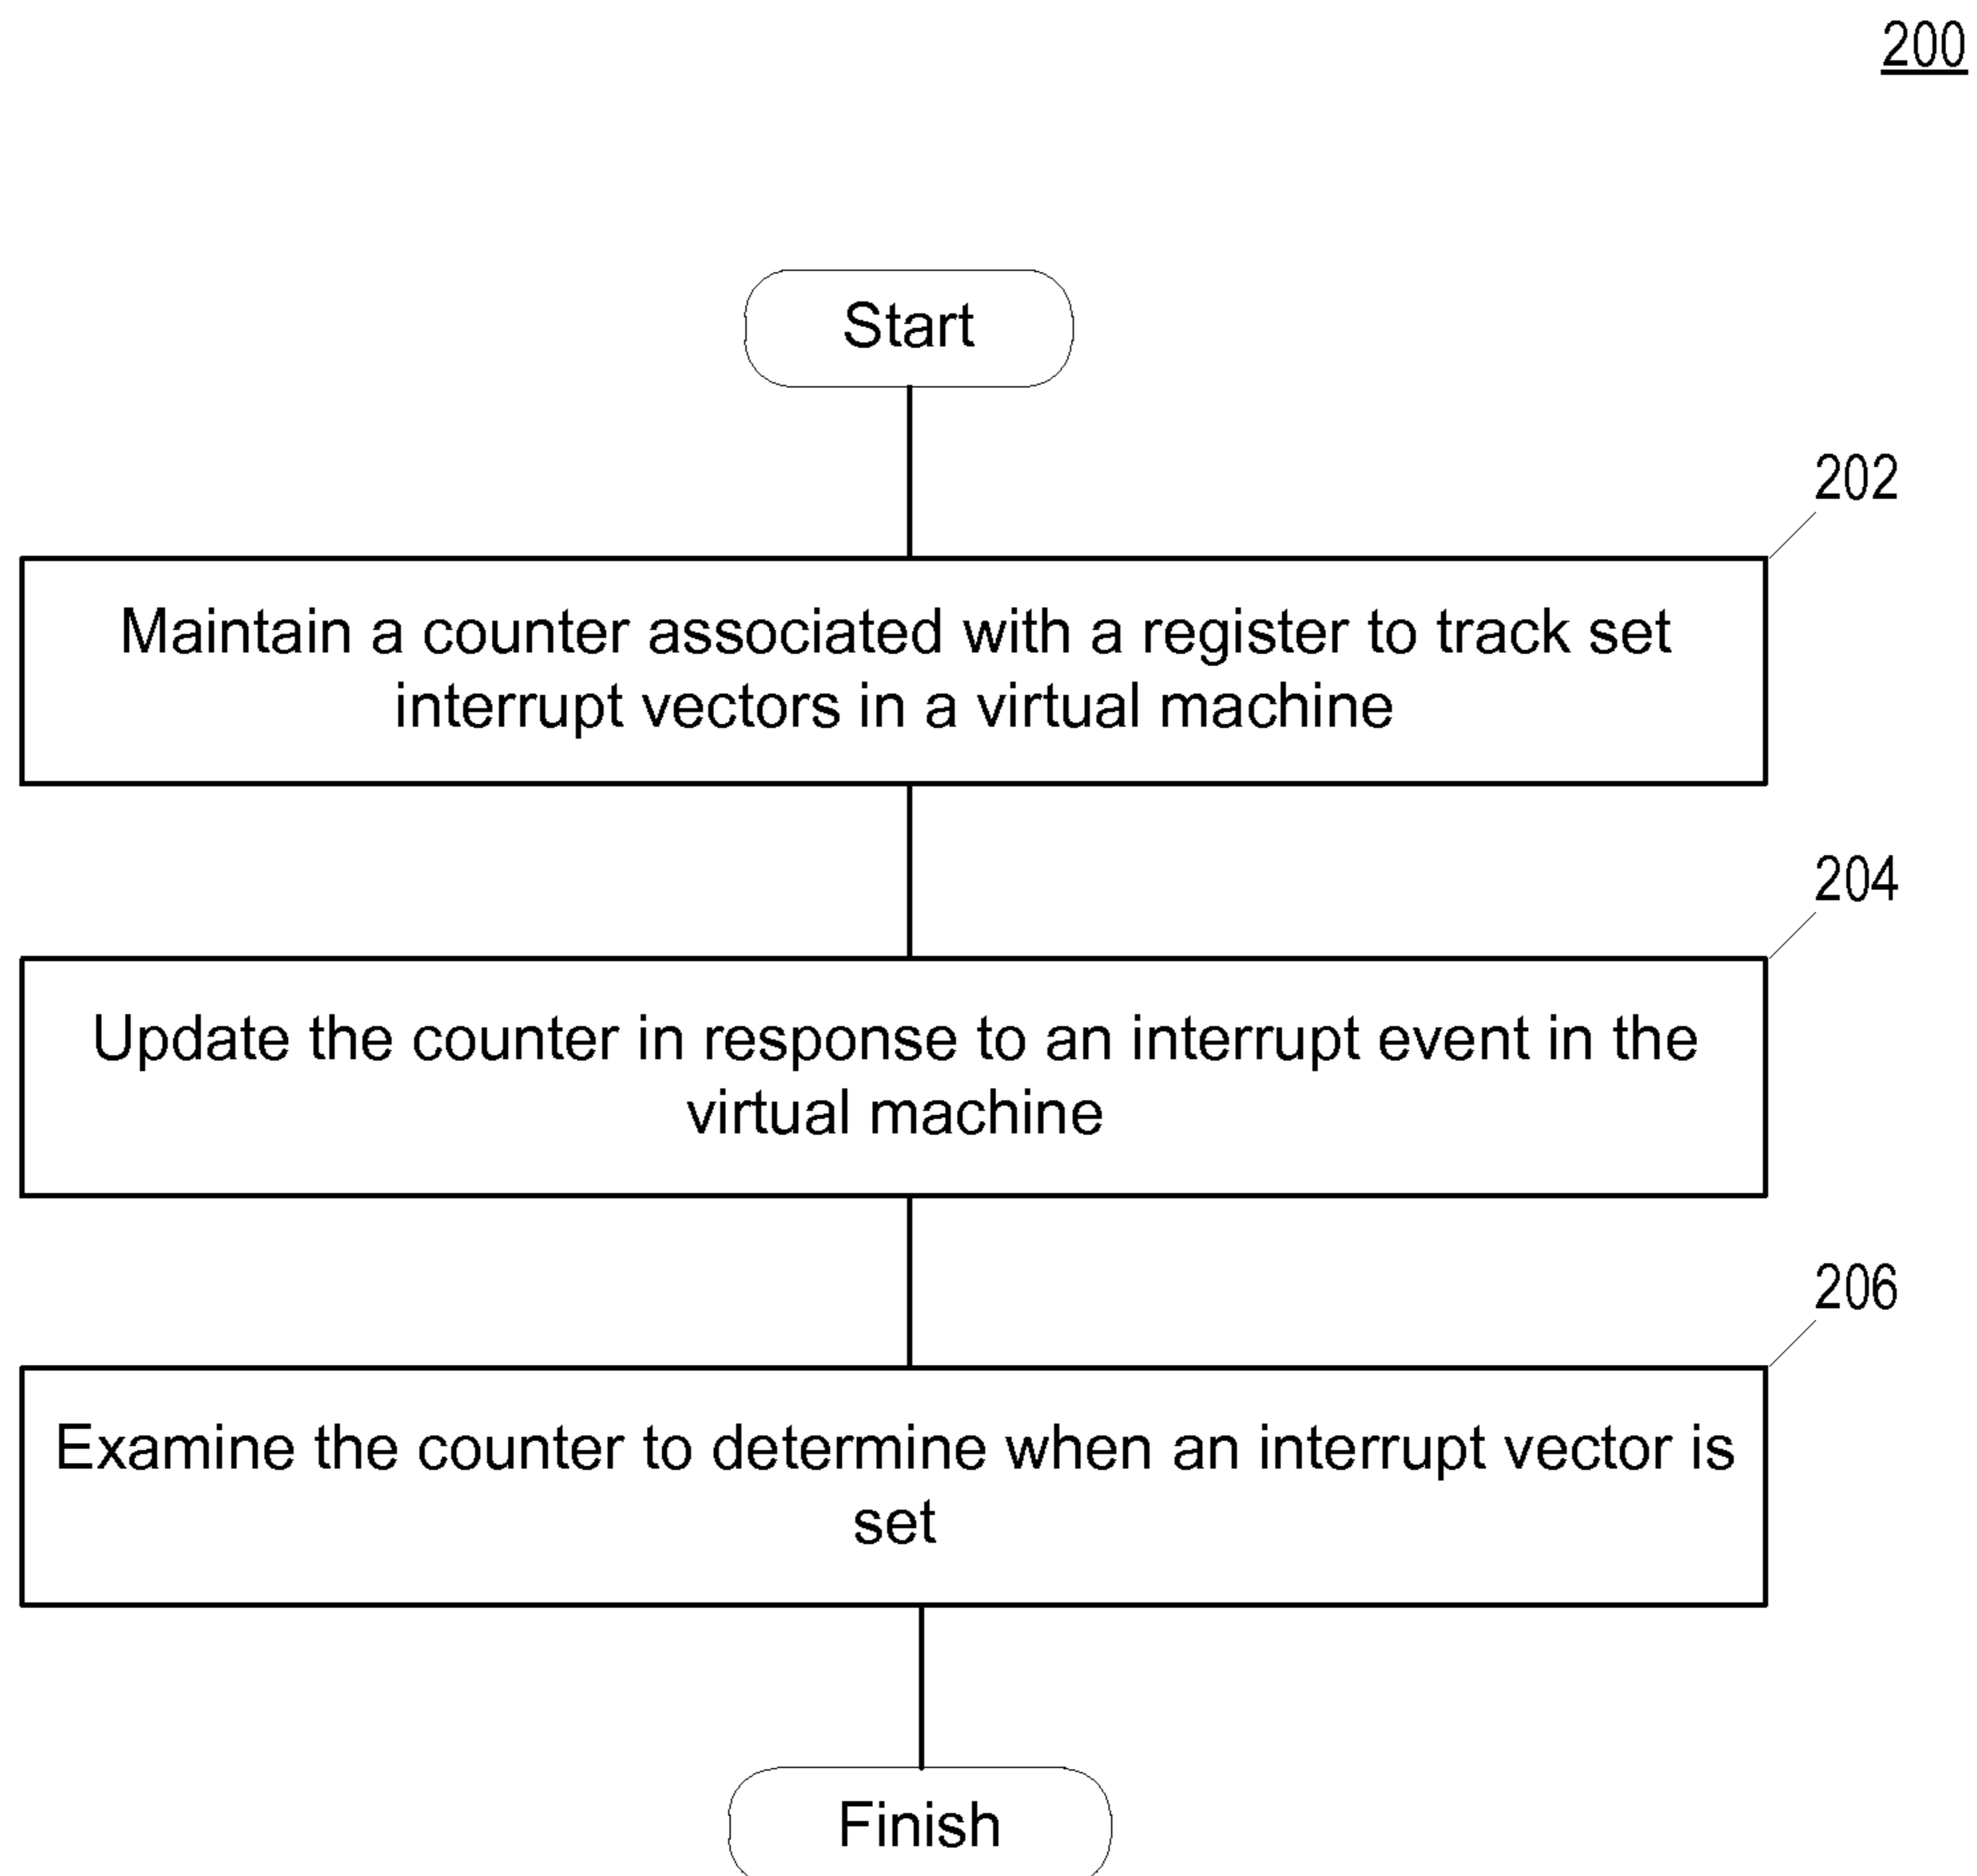 200
Start
202
Maintain a counter associated with a register to track set
interrupt vectors in a virtual machine
204
Update the counter in response to an interrupt event in the
virtual machine
206
Examine the counter to determine when an interrupt vector is
set
Finish